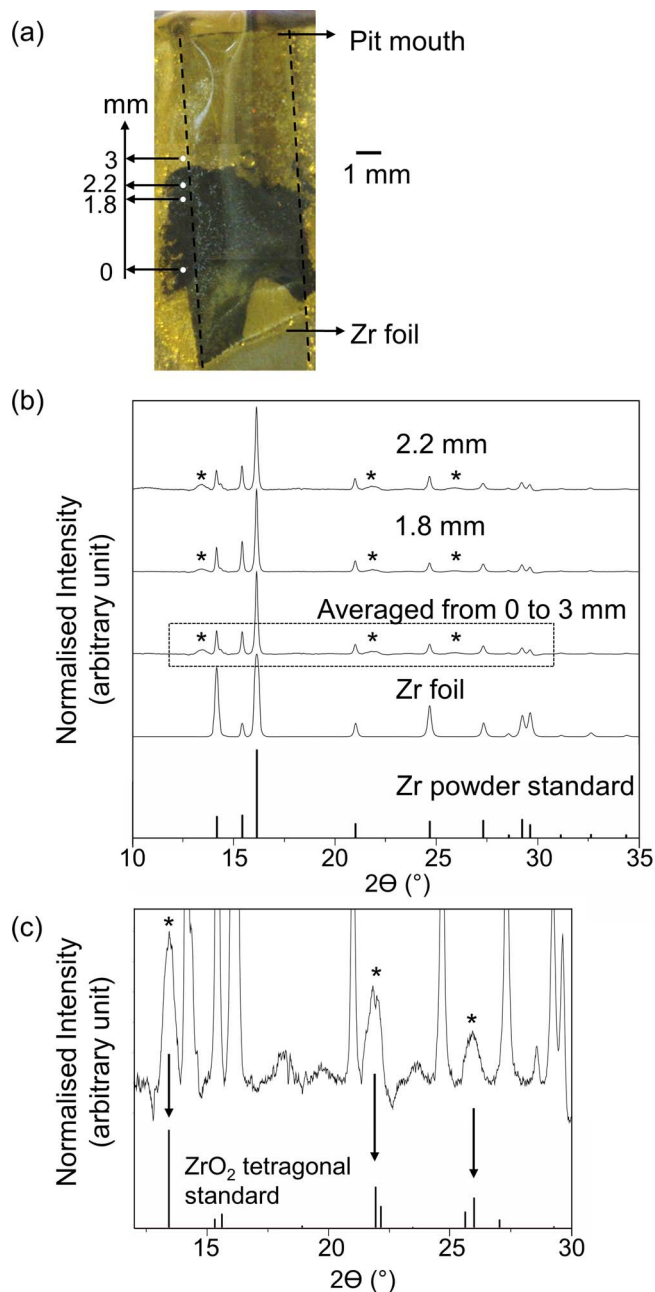 (a)
Pit mouth
mm
3
2.2
1.8
0
1 mm
Zr foil
(b)
Normalised Intensity
(arbitrary unit)
2.2 mm
* * *
1.8 mm
* * *
Averaged from 0 to 3 mm
* * *
Zr foil
Zr powder standard
10 15 20 25 30 35
2Θ (°)
(c)
Normalised Intensity
(arbitrary unit)
* * *
ZrO₂ tetragonal
standard
15 20 25 30
2Θ (°)